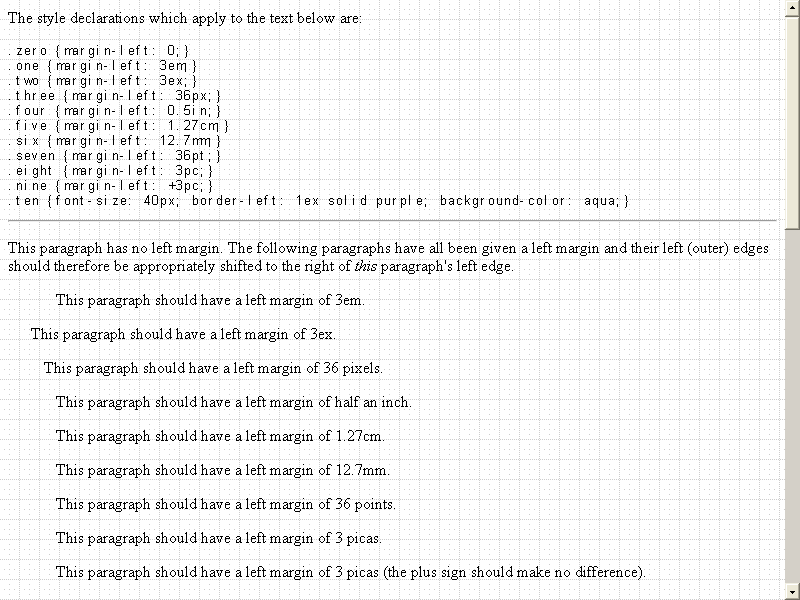 The style declarations which apply to the text below are:
.zero {margin-left: 0;}
.one {margin-left: 3em;}
.two {margin-left: 3ex;}
.three {margin-left: 36px;}
.four {margin-left: 0.5in;}
.five {margin-left: 1.27cm;}
.six {margin-left: 12.7mm;}
.seven {margin-left: 36pt;}
.eight {margin-left: 3pc;}
.nine {margin-left: +3pc;}
.ten {font-size: 40px; border-left: 1ex solid purple; background-color: aqua;}
This paragraph has no left margin. The following paragraphs have all been given a left margin and their left (outer) edges
should therefore be appropriately shifted to the right of this paragraph's left edge.
This paragraph should have a left margin of 3em.
This paragraph should have a left margin of 3ex.
This paragraph should have a left margin of 36 pixels.
This paragraph should have a left margin of half an inch.
This paragraph should have a left margin of 1.27cm.
This paragraph should have a left margin of 12.7mm.
This paragraph should have a left margin of 36 points.
This paragraph should have a left margin of 3 picas.
This paragraph should have a left margin of 3 picas (the plus sign should make no difference).